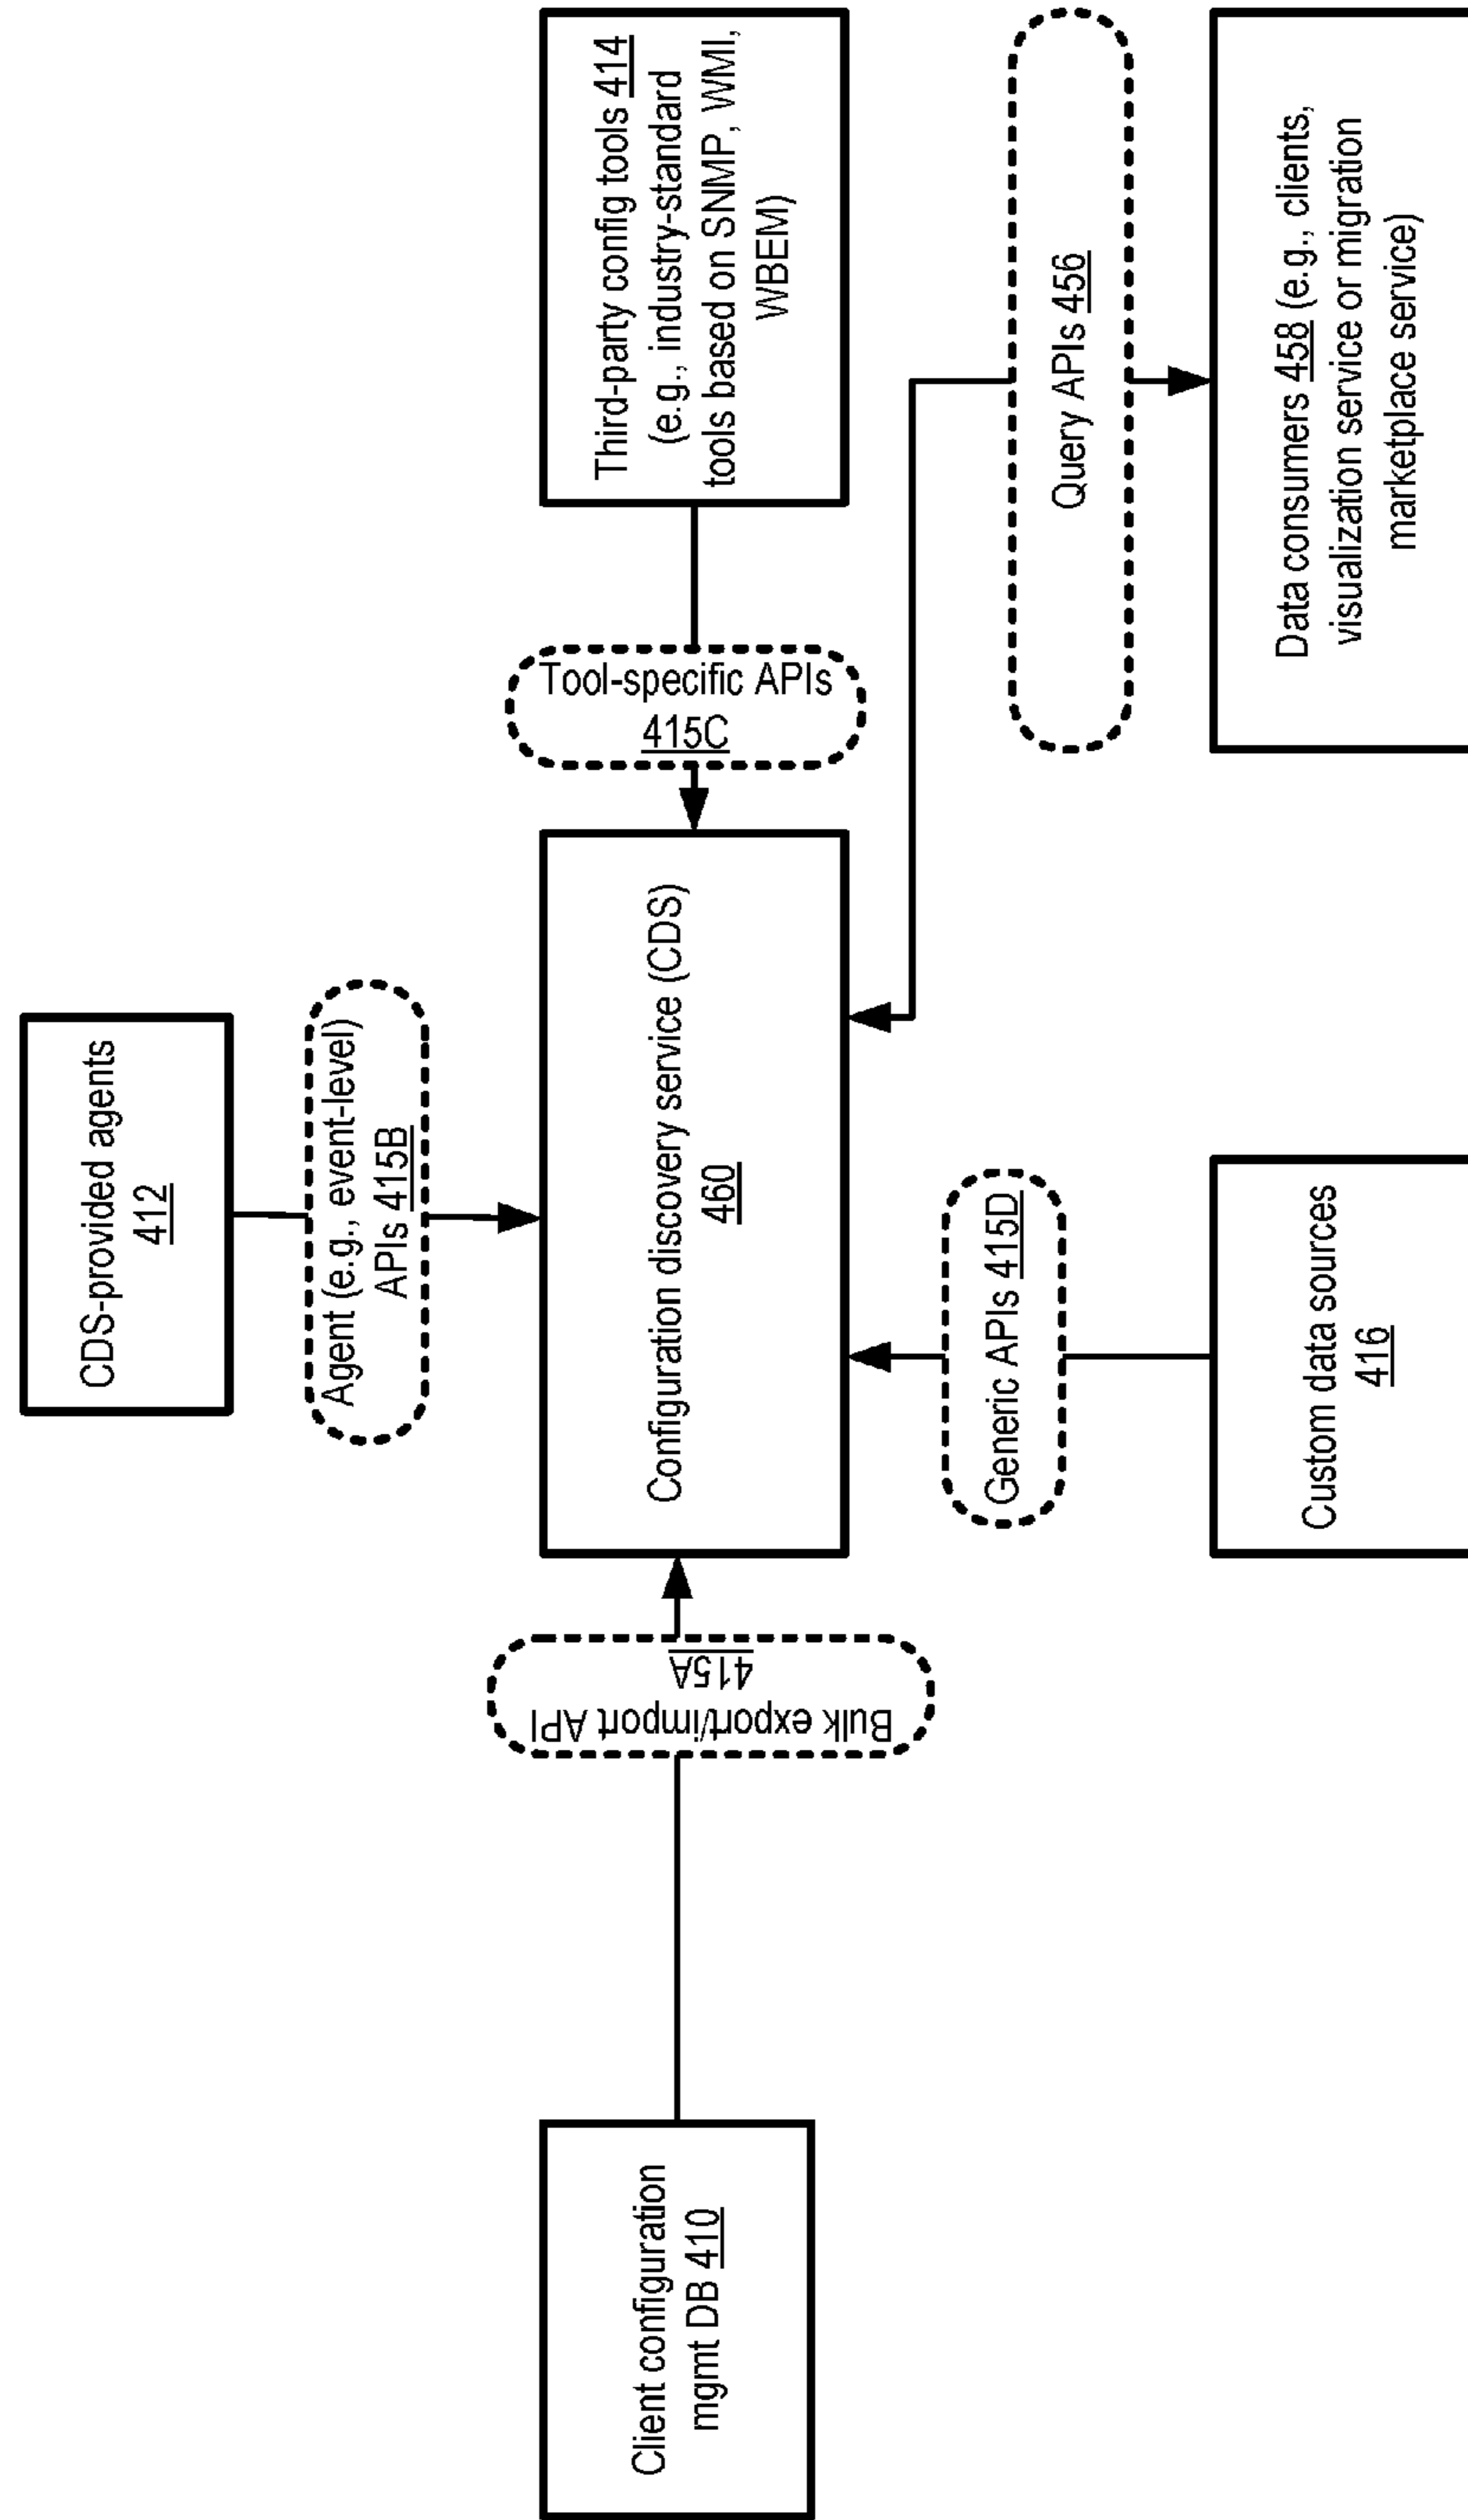 CDS-provided agents
412
Agent (e.g., event-level)
APIs 415B
Client configuration
mgmt DB 410
Bulk export/import API
415A
Configuration discovery service (CDS)
460
Tool-specific APIs
415C
Third-party config tools 414
(e.g., industry-standard
tools based on SNMP, WMI,
WBEM)
Generic APIs 415D
Query APIs 456
Custom data sources
416
Data consumers 458 (e.g., clients,
visualization service or migration
marketplace service)